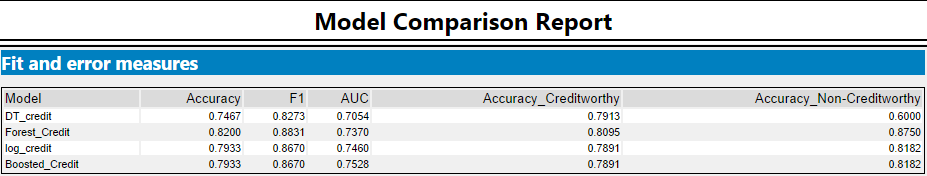 Model Comparison Report
Fit and error measures
Model Accuracy F1 AUC Accuracy_Creditworthy Accuracy_Non-Creditworthy
DT_credit 0.7467 0.8273 0.7054 0.7913 0.6000
Forest_Credit 0.8200 0.8831 0.7370 0.8095 0.8750
log_credit 0.7933 0.8670 0.7460 0.7891 0.8182
Boosted_Credit 0.7933 0.8670 0.7528 0.7891 0.8182